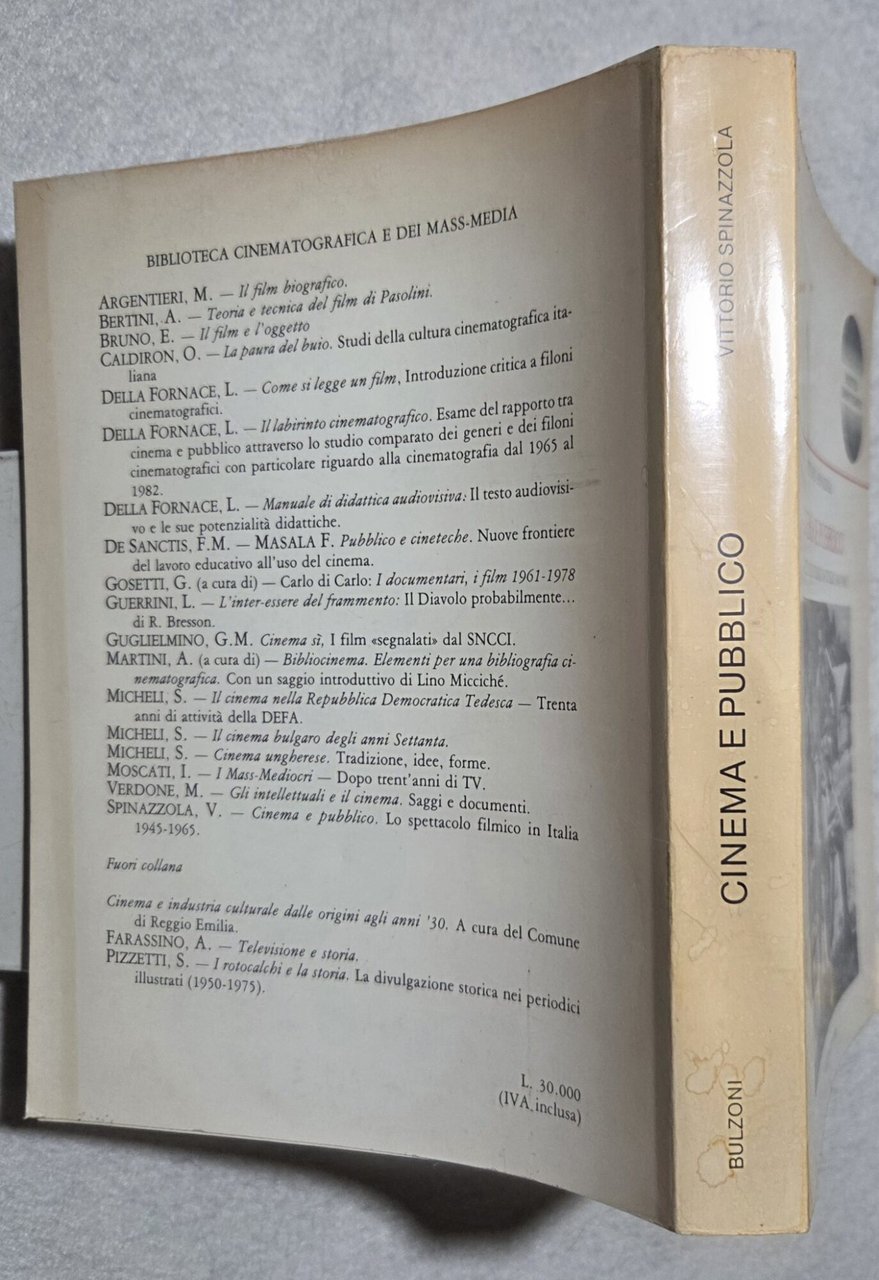 BIBLIOTECA CINEMATOGRAFICA E DEI MASS-MEDIA
ARGENTIERI, M. — Il film biografico.
BERTINI, A. — Teoria e tecnica del film di Pasolini.
BRUNO, E. — Il film e l'oggetto
CALDIRON, O. — La paura del buio. Studi della cultura cinematografica ita-
liana
DELLA FORNACE, L. — Come si legge un film, Introduzione critica a filoni
cinematografici.
DELLA FORNACE, L. — Il labirinto cinematografico. Esame del rapporto tra
cinema e pubblico attraverso lo studio comparato dei generi e dei filoni
cinematografici con particolare riguardo alla cinematografia dal 1965 al
1982.
DELLA FORNACE, L. — Manuale di didattica audiovisiva: Il testo audiovisi-
vo e le sue potenzialità didattiche.
DE SANCTIS, F.M. — MASALA F. Pubblico e cineteche. Nuove frontiere
del lavoro educativo all'uso del cinema.
GOSETTI, G. (a cura di) — Carlo di Carlo: I documentari, i film 1961-1978
GUERRINI, L. — L'inter-essere del frammento: Il Diavolo probabilmente...
di R. Bresson.
GUGLIELMINO, G.M. Cinema sì, I film «segnalati» dal SNCCI.
MARTINI, A. (a cura di) — Bibliocinema. Elementi per una bibliografia ci-
nematografica. Con un saggio introduttivo di Lino Micciché.
MICHELI, S. — Il cinema nella Repubblica Democratica Tedesca — Trenta
anni di attività della DEFA.
MICHELI, S. — Il cinema bulgaro degli anni Settanta.
MICHELI, S. — Cinema ungherese. Tradizione, idee, forme.
MOSCATI, I. — I Mass-Mediocri — Dopo trent'anni di TV.
VERDONE, M. — Gli intellettuali e il cinema. Saggi e documenti.
SPINAZZOLA, V. — Cinema e pubblico. Lo spettacolo filmico in Italia
1945-1965.
Fuori collana
Cinema e industria culturale dalle origini agli anni '30. A cura del Comune
di Reggio Emilia.
FARASSINO, A. — Televisione e storia.
PIZZETTI, S. — I rotocalchi e la storia. La divulgazione storica nei periodici
illustrati (1950-1975).
L. 30.000
(IVA inclusa)
VITTORIO SPINAZZOLA
CINEMA E PUBBLICO
BULZONI